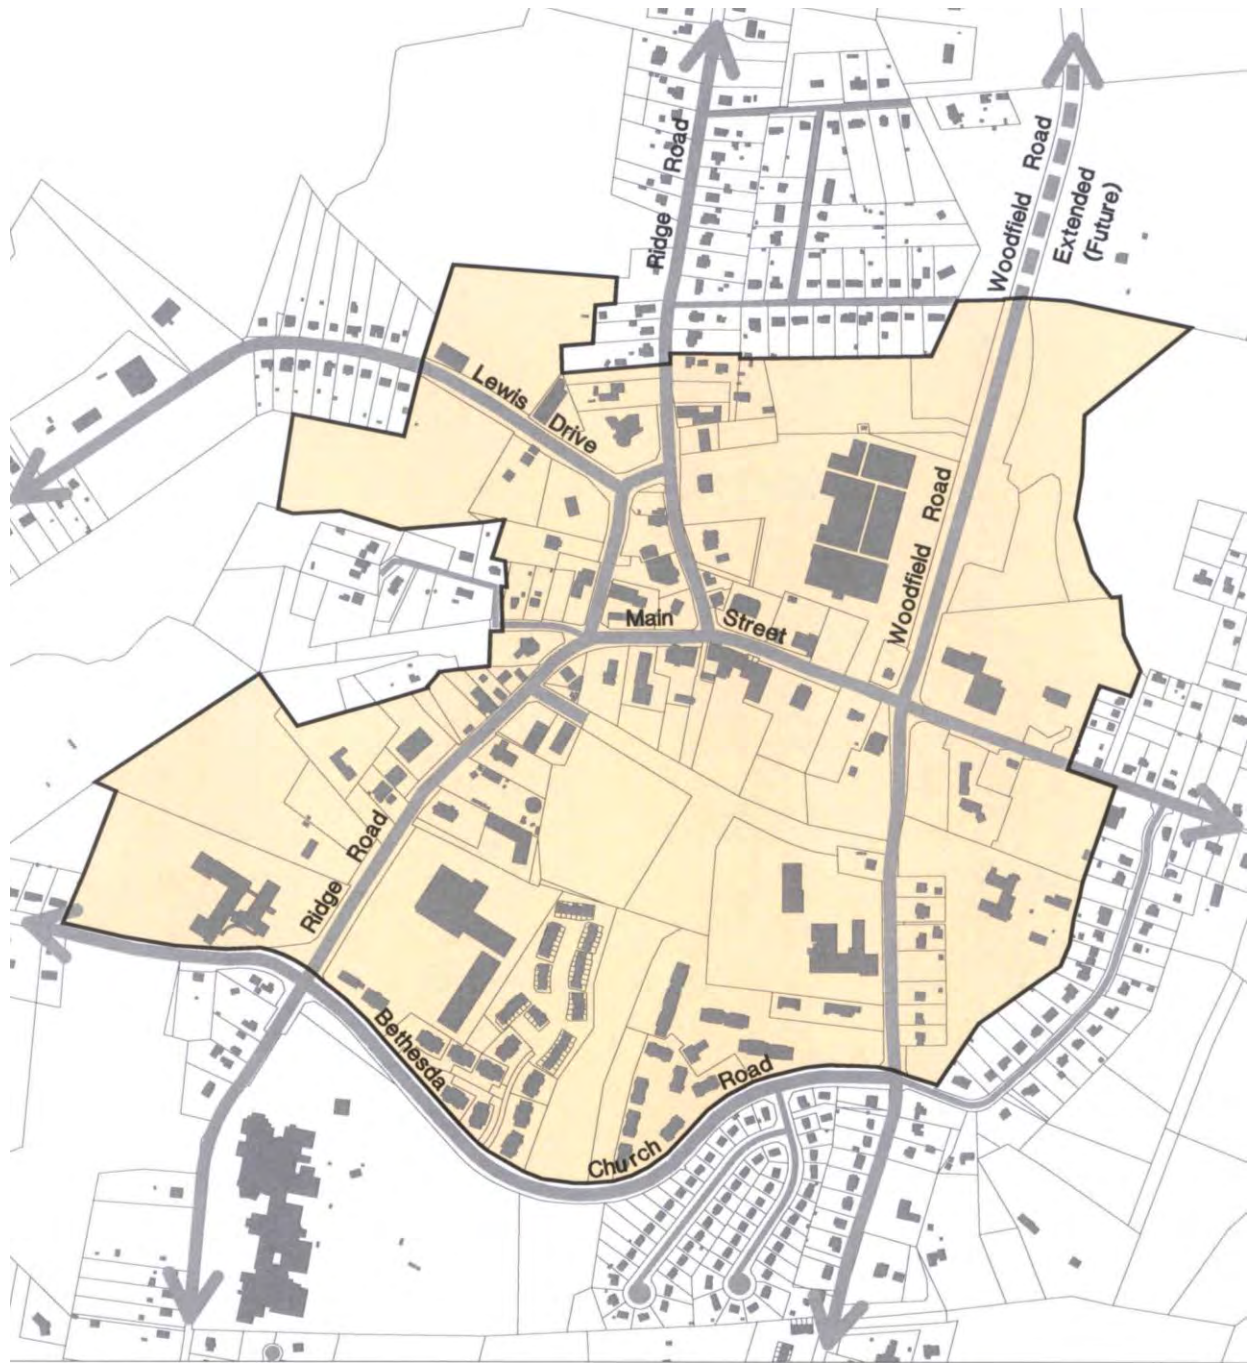 Ridge Road
Woodfield Road
Extended
(Future)
Lewis Drive
Woodfield Road
Main Street
Ridge Road
Bethesda
Church Road